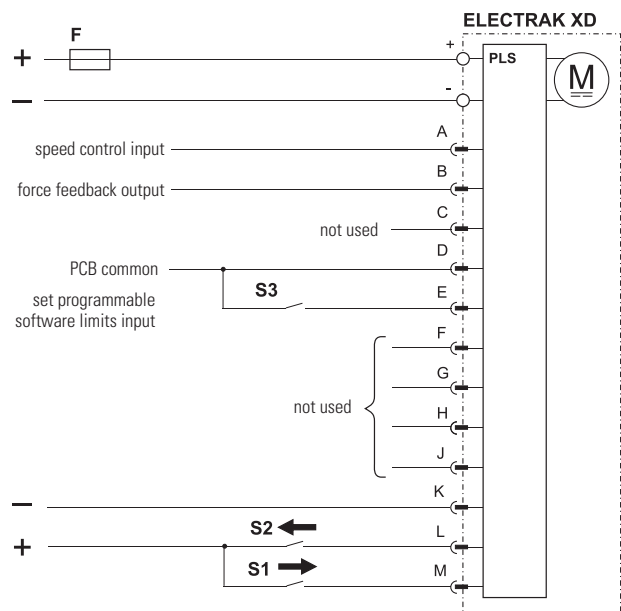 ELECTRAK XD
F
+
+
PLS
M
-
A
speed control input
B
force feedback output
C
not used
D
PCB common
S3
E
set programmable
software limits input
F
G
not used
H
J
K
S2
L
+
S1
M